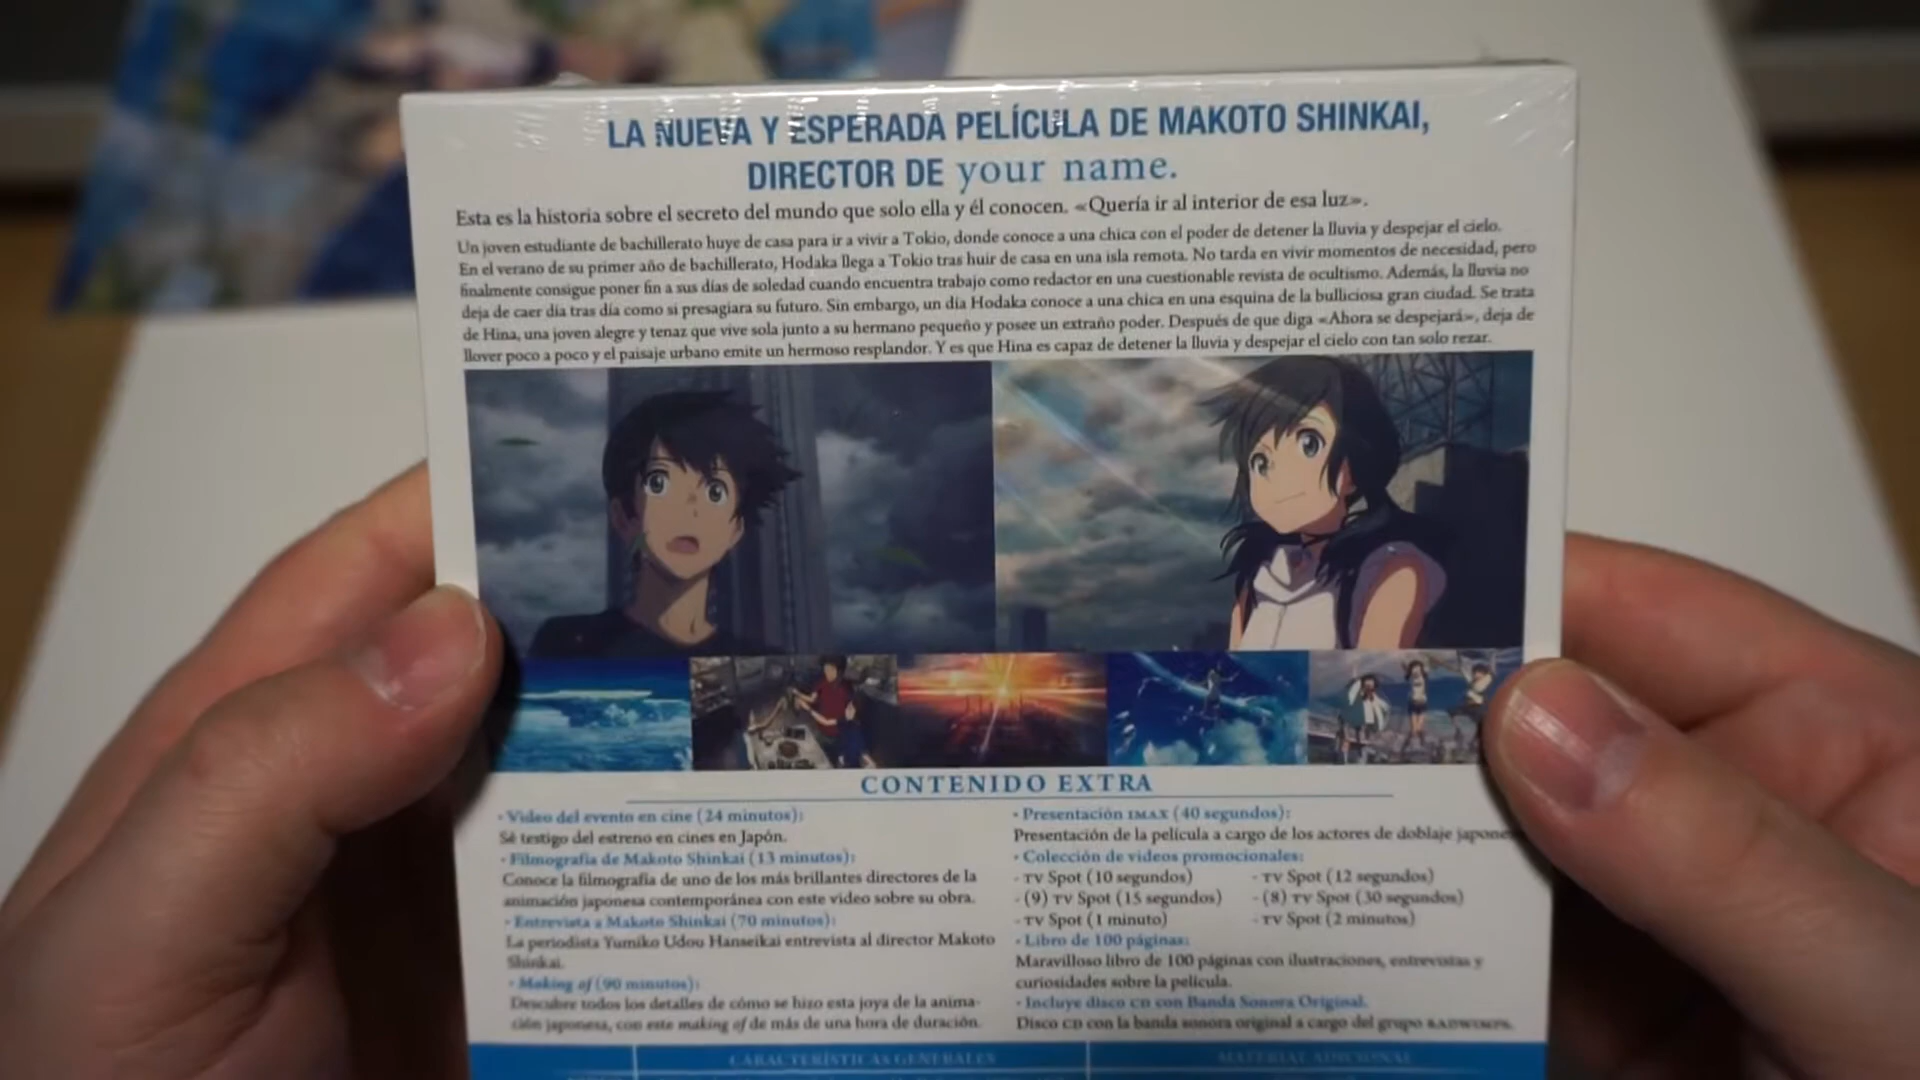 LA NUEVA Y ESPERADA PELÍCULA DE MAKOTO SHINKAI,
DIRECTOR DE your name.
Esta es la historia sobre el secreto del mundo que solo ella y él conocen. «Quería ir al interior de esa luz».
Un joven estudiante de bachillerato huye de casa para ir a vivir a Tokio, donde conoce a una chica con el poder de detener la lluvia y despejar el cielo.
En el verano de su primer año de bachillerato, Hodaka llega a Tokio tras huir de casa en una isla remota. No tarda en vivir momentos de necesidad, pero
finalmente consigue poner fin a sus días de soledad cuando encuentra trabajo como redactor en una cuestionable revista de ocultismo. Además, la lluvia no
deja de caer día tras día como si presagiara su futuro. Sin embargo, un día Hodaka conoce a una chica en una esquina de la bulliciosa gran ciudad. Se trata
de Hina, una joven alegre y tenaz que vive sola junto a su hermano pequeño y posee un extraño poder. Después de que diga «Ahora se despejará», deja de
llover poco a poco y el paisaje urbano emite un hermoso resplandor. Y es que Hina es capaz de detener la lluvia y despejar el cielo con tan solo rezar.
CONTENIDO EXTRA
· Vídeo del evento en cine (24 minutos):
Sé testigo del estreno en cines en Japón.
· Filmografía de Makoto Shinkai (13 minutos):
Conoce la filmografía de uno de los más brillantes directores de la
animación japonesa contemporánea con este vídeo sobre su obra.
· Entrevista a Makoto Shinkai (70 minutos):
La periodista Yumiko Udou Hanseikai entrevista al director Makoto
Shinkai.
· Making of (90 minutos):
Descubre todos los detalles de cómo se hizo esta joya de la anima-
ción japonesa, con este making of de más de una hora de duración.
· Presentación IMAX (40 segundos):
Presentación de la película a cargo de los actores de doblaje
· Colección de vídeos promocionales:
- TV Spot (10 segundos) - TV Spot (12 segundos)
- (9) TV Spot (15 segundos) - (8) TV Spot (30 segundos)
- TV Spot (1 minuto) - TV Spot (2 minutos)
· Libro de 100 páginas:
Maravilloso libro de 100 páginas con ilustraciones, entrevistas y
curiosidades sobre la película.
· Incluye disco CD con Banda Sonora Original.
Disco CD con la banda sonora original a cargo del grupo RADWIMPS.
CARACTERÍSTICAS GENERALES
MATERIAL ADICIONAL